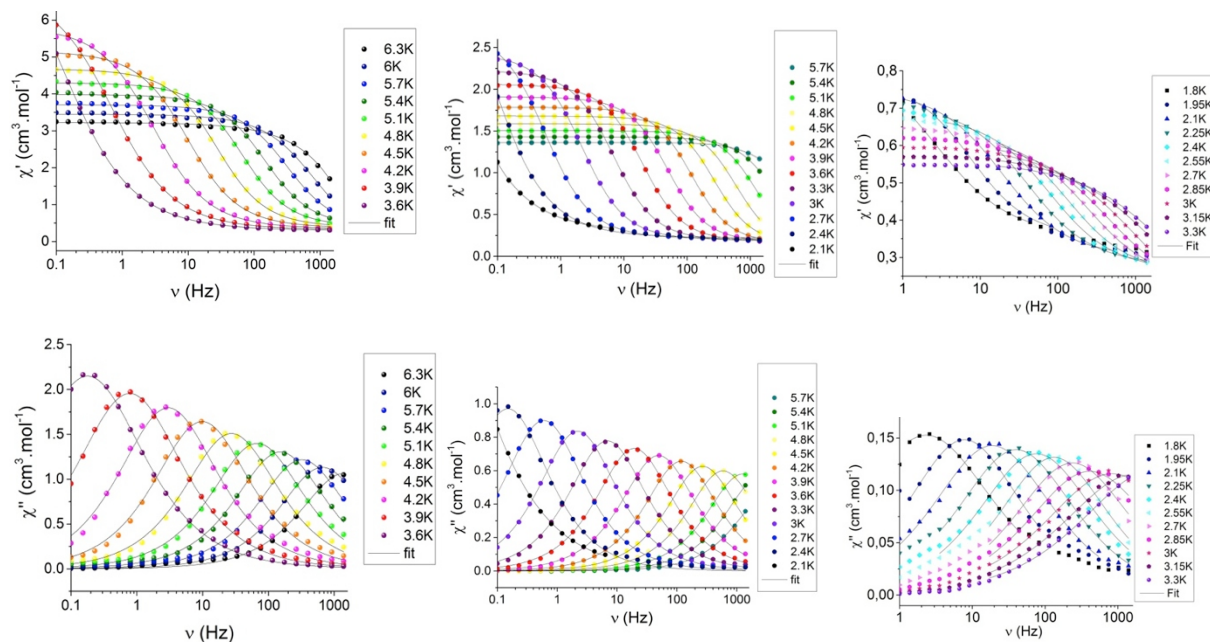 χ' (cm³.mol⁻¹)
6
5
4
3
2
1
0
0.1 1 10 100 1000
ν (Hz)
6.3K
6K
5.7K
5.4K
5.1K
4.8K
4.5K
4.2K
3.9K
3.6K
fit
χ' (cm³.mol⁻¹)
2.5
2.0
1.5
1.0
0.5
0.0
0.1 1 10 100 1000
ν (Hz)
5.7K
5.4K
5.1K
4.8K
4.5K
4.2K
3.9K
3.6K
3.3K
3K
2.7K
2.4K
2.1K
fit
χ' (cm³.mol⁻¹)
0,8
0,7
0,6
0,5
0,4
0,3
1 10 100 1000
ν (Hz)
1.8K
1.95K
2.1K
2.25K
2.4K
2.55K
2.7K
2.85K
3K
3.15K
3.3K
Fit
χ'' (cm³.mol⁻¹)
2.5
2.0
1.5
1.0
0.5
0.0
0.1 1 10 100 1000
ν (Hz)
6.3K
6K
5.7K
5.4K
5.1K
4.8K
4.5K
4.2K
3.9K
3.6K
fit
χ'' (cm³.mol⁻¹)
1.0
0.8
0.6
0.4
0.2
0.0
0.1 1 10 100 1000
ν (Hz)
5.7K
5.4K
5.1K
4.8K
4.5K
4.2K
3.9K
3.6K
3.3K
3K
2.7K
2.4K
2.1K
fit
χ'' (cm³.mol⁻¹)
0,15
0,10
0,05
0,00
1 10 100 1000
ν (Hz)
1.8K
1.95K
2.1K
2.25K
2.4K
2.55K
2.7K
2.85K
3K
3.15K
3.3K
Fit